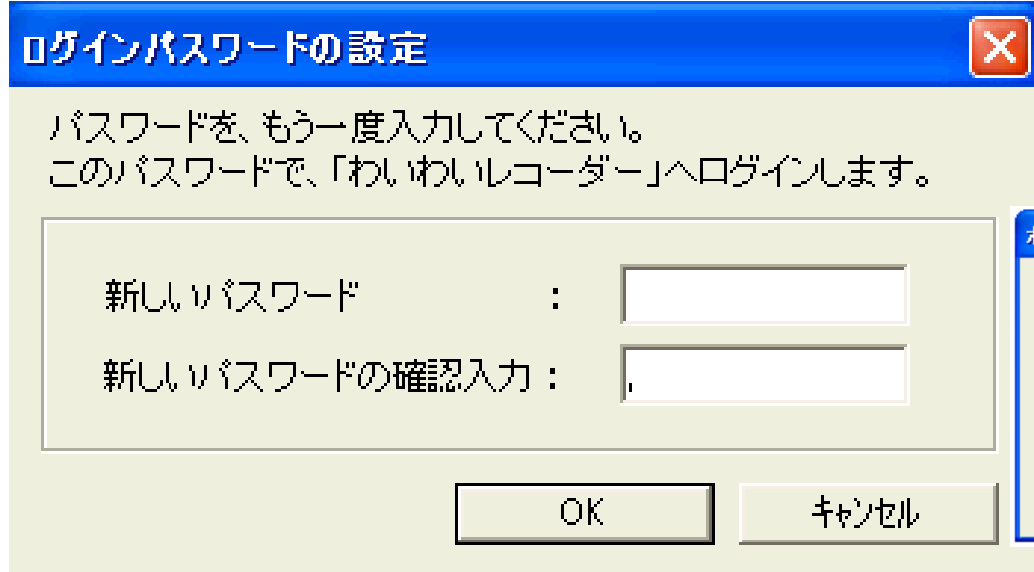 ログインパスワードの設定
パスワードを、もう一度入力してください。
このパスワードで、「わいわいレコーダー」へログインします。
新しいパスワード :
新しいパスワードの確認入力 :
OK キャンセル